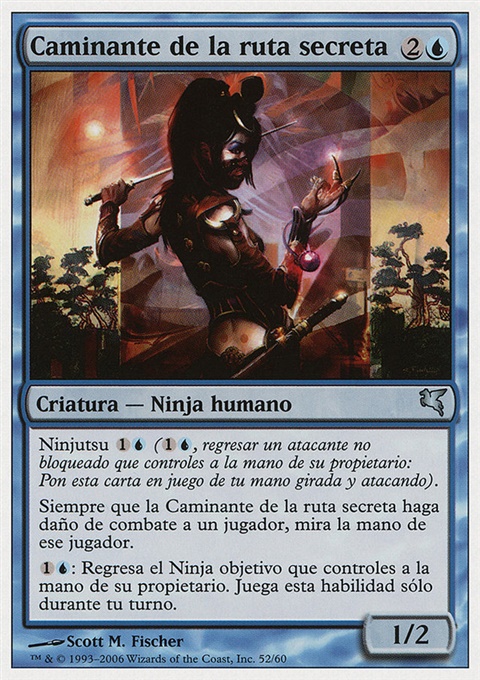 Caminante de la ruta secreta 2
Criatura — Ninja humano
Ninjutsu 1 (1, regresar un atacante no
bloqueado que controles a la mano de su propietario:
Pon esta carta en juego de tu mano girada y atacando).
Siempre que la Caminante de la ruta secreta haga
daño de combate a un jugador, mira la mano de
ese jugador.
1: Regresa el Ninja objetivo que controles a la
mano de su propietario. Juega esta habilidad sólo
durante tu turno.
1/2
Scott M. Fischer
™ & © 1993–2006 Wizards of the Coast, Inc. 52/60